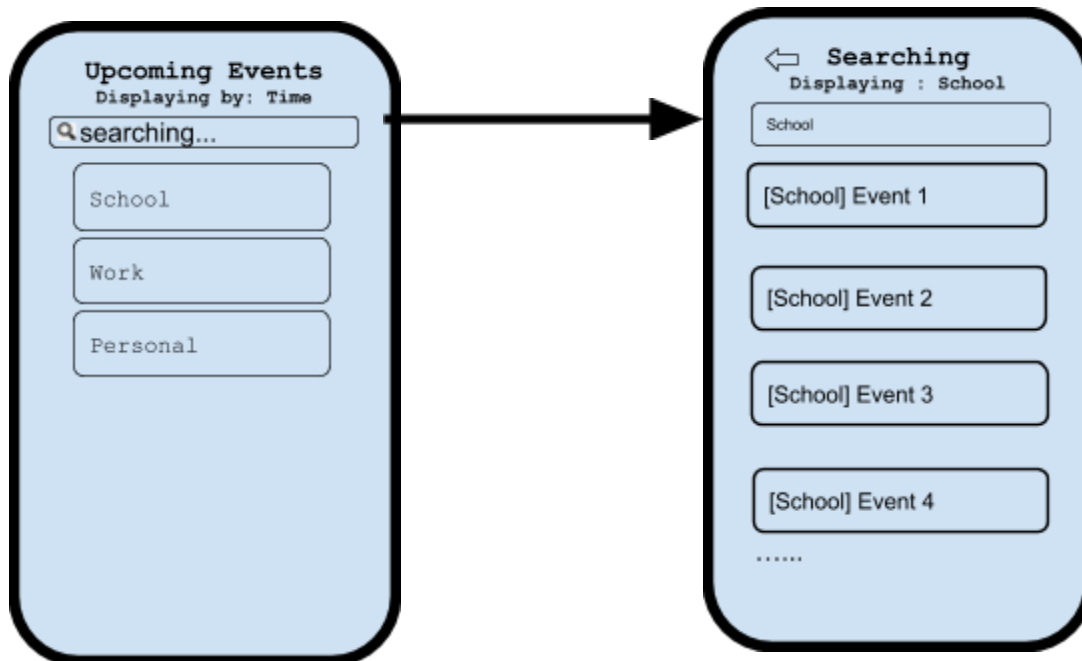 Upcoming Events
Displaying by: Time
searching...
School
Work
Personal
Searching
Displaying : School
School
[School] Event 1
[School] Event 2
[School] Event 3
[School] Event 4
......